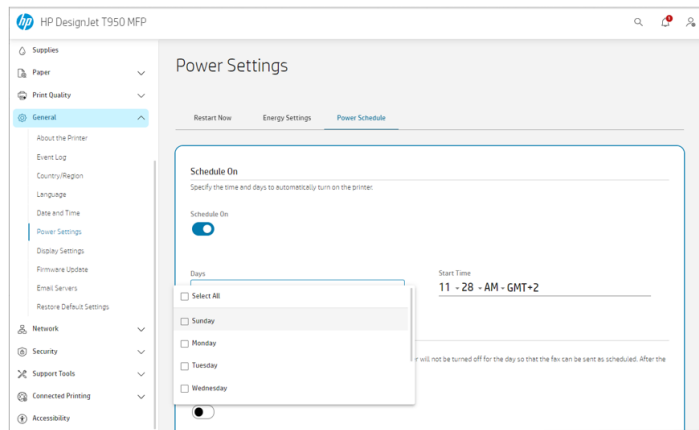 hp HP DesignJet T950 MFP
Supplies
Paper
Print Quality
General
About the Printer
Event Log
Country/Region
Language
Date and Time
Power Settings
Display Settings
Firmware Update
Email Servers
Restore Default Settings
Network
Security
Support Tools
Connected Printing
Accessibility
Power Settings
Restart Now Energy Settings Power Schedule
Schedule On
Specify the time and days to automatically turn on the printer.
Schedule On
Days
Select All
Sunday
Monday
Tuesday
Wednesday
Start Time
11 - 28 - AM - GMT+2
r will not be turned off for the day so that the fax can be sent as scheduled. After the